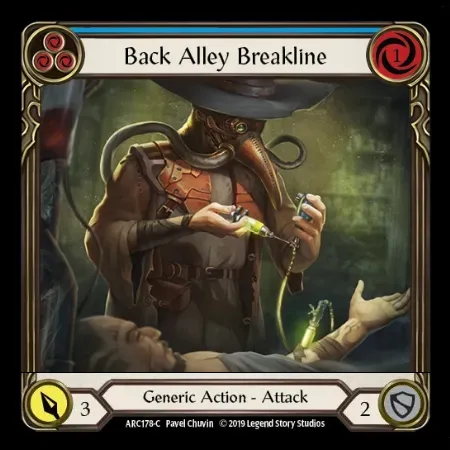 Back Alley Breakline
1
Generic Action - Attack
3
2
ARC178-C Pavel Chuvin © 2019 Legend Story Studios